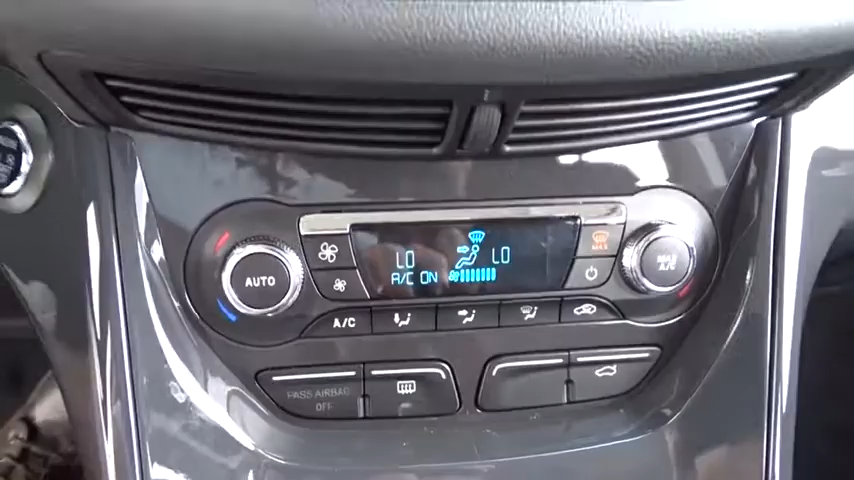 LO LO
A/C ON
MAX
AUTO
MAX
A/C
A/C
PASS AIRBAG
OFF